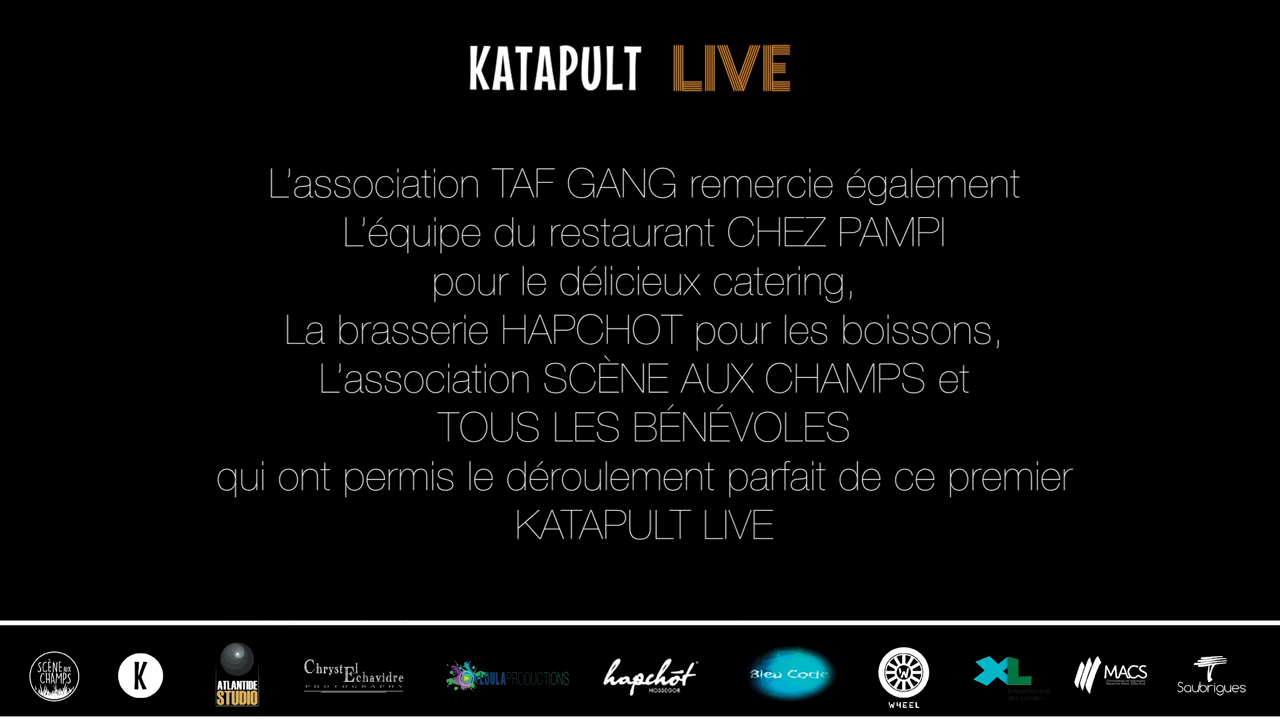 KATAPULT LIVE
L'association TAF GANG remercie également
L'équipe du restaurant CHEZ PAMPI
pour le délicieux catering,
La brasserie HAPCHOT pour les boissons,
L'association SCÈNE AUX CHAMPS et
TOUS LES BÉNÉVOLES
qui ont permis le déroulement parfait de ce premier
KATAPULT LIVE
SCÈNE AUX
CHAMPS
K
ATLANTIDE
STUDIO
Chrystel
Echavidre
PHOTOGRAPHY
PRODUCTIONS
hapchot
HOSSEGOR
Bleu Code
W
WHEEL
XL
Département
des Landes
MACS
Saubrigues